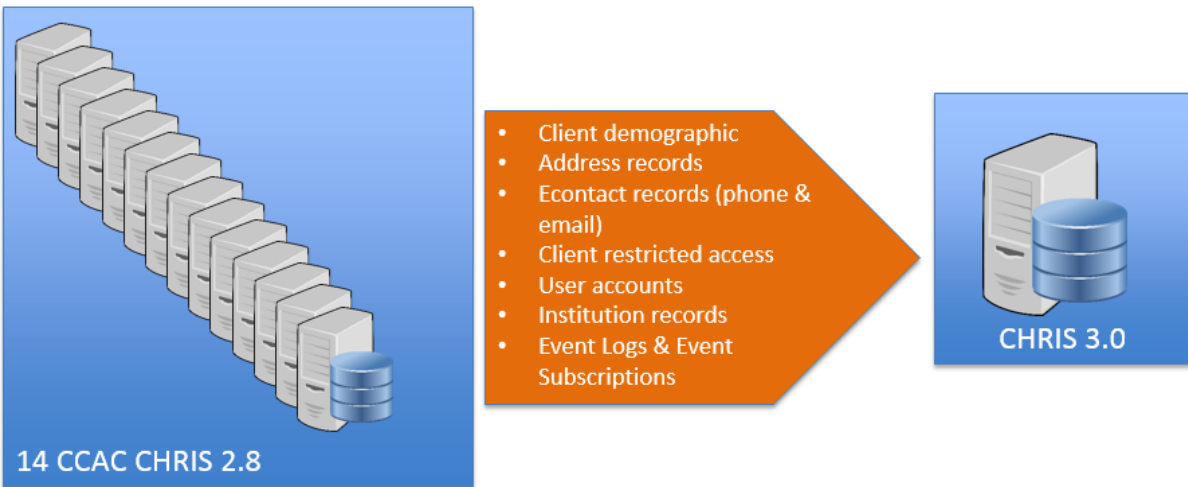 • Client demographic
• Address records
• Econtact records (phone &
email)
• Client restricted access
• User accounts
• Institution records
• Event Logs & Event
Subscriptions
CHRIS 3.0
14 CCAC CHRIS 2.8